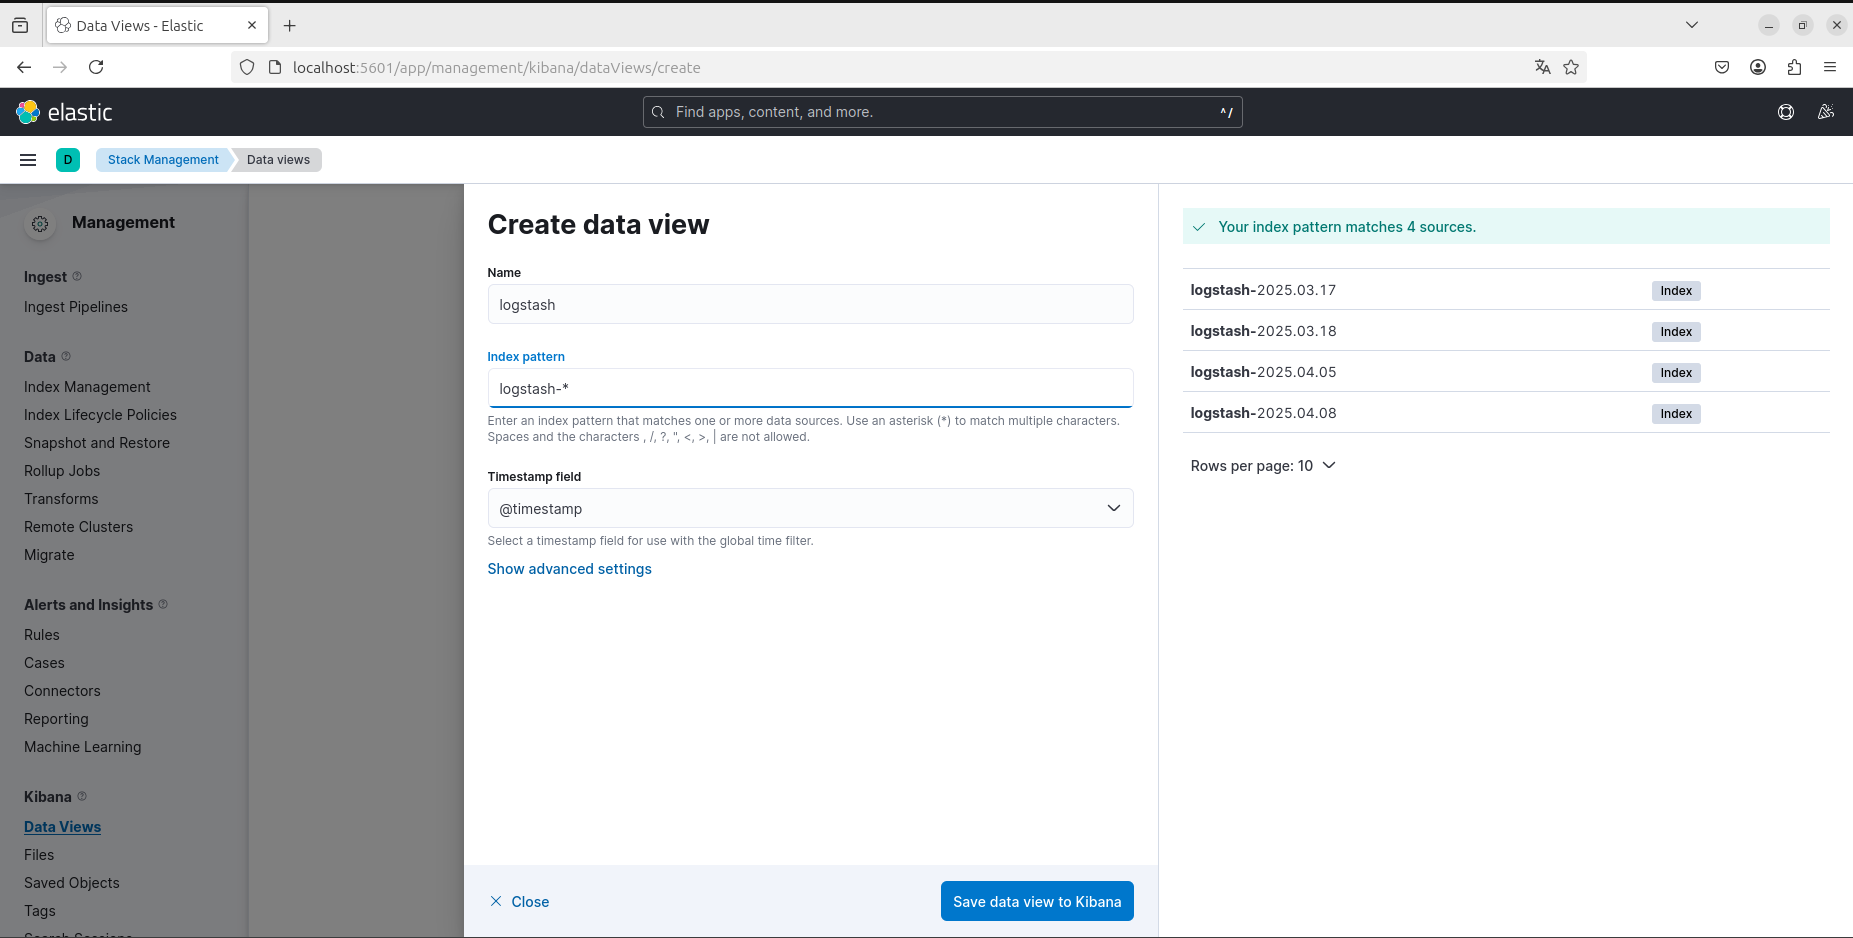 Data Views - Elastic
localhost:5601/app/management/kibana/dataViews/create
elastic
Find apps, content, and more.
^/
D
Stack Management
Data views
Management
Ingest
Ingest Pipelines
Data
Index Management
Index Lifecycle Policies
Snapshot and Restore
Rollup Jobs
Transforms
Remote Clusters
Migrate
Alerts and Insights
Rules
Cases
Connectors
Reporting
Machine Learning
Kibana
Data Views
Files
Saved Objects
Tags
Search Sessions
Create data view
Name
logstash
Index pattern
logstash-*
Enter an index pattern that matches one or more data sources. Use an asterisk (*) to match multiple characters.
Spaces and the characters , /, ?, ", <, >, | are not allowed.
Timestamp field
@timestamp
Select a timestamp field for use with the global time filter.
Show advanced settings
Close
Save data view to Kibana
Your index pattern matches 4 sources.
logstash-2025.03.17 Index
logstash-2025.03.18 Index
logstash-2025.04.05 Index
logstash-2025.04.08 Index
Rows per page: 10